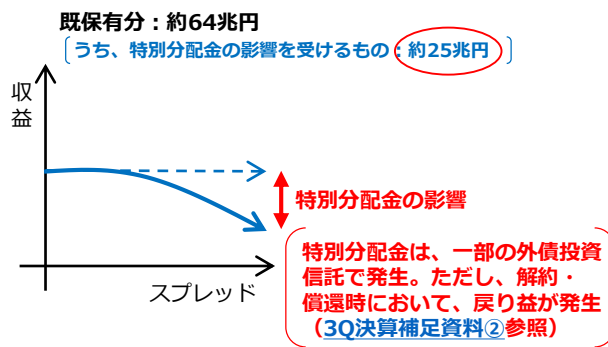 既保有分：約64兆円
うち、特別分配金の影響を受けるもの：約25兆円
収益
特別分配金の影響
特別分配金は、一部の外債投資
信託で発生。ただし、解約・
償還時において、戻り益が発生
（3Q決算補足資料②参照）
スプレッド